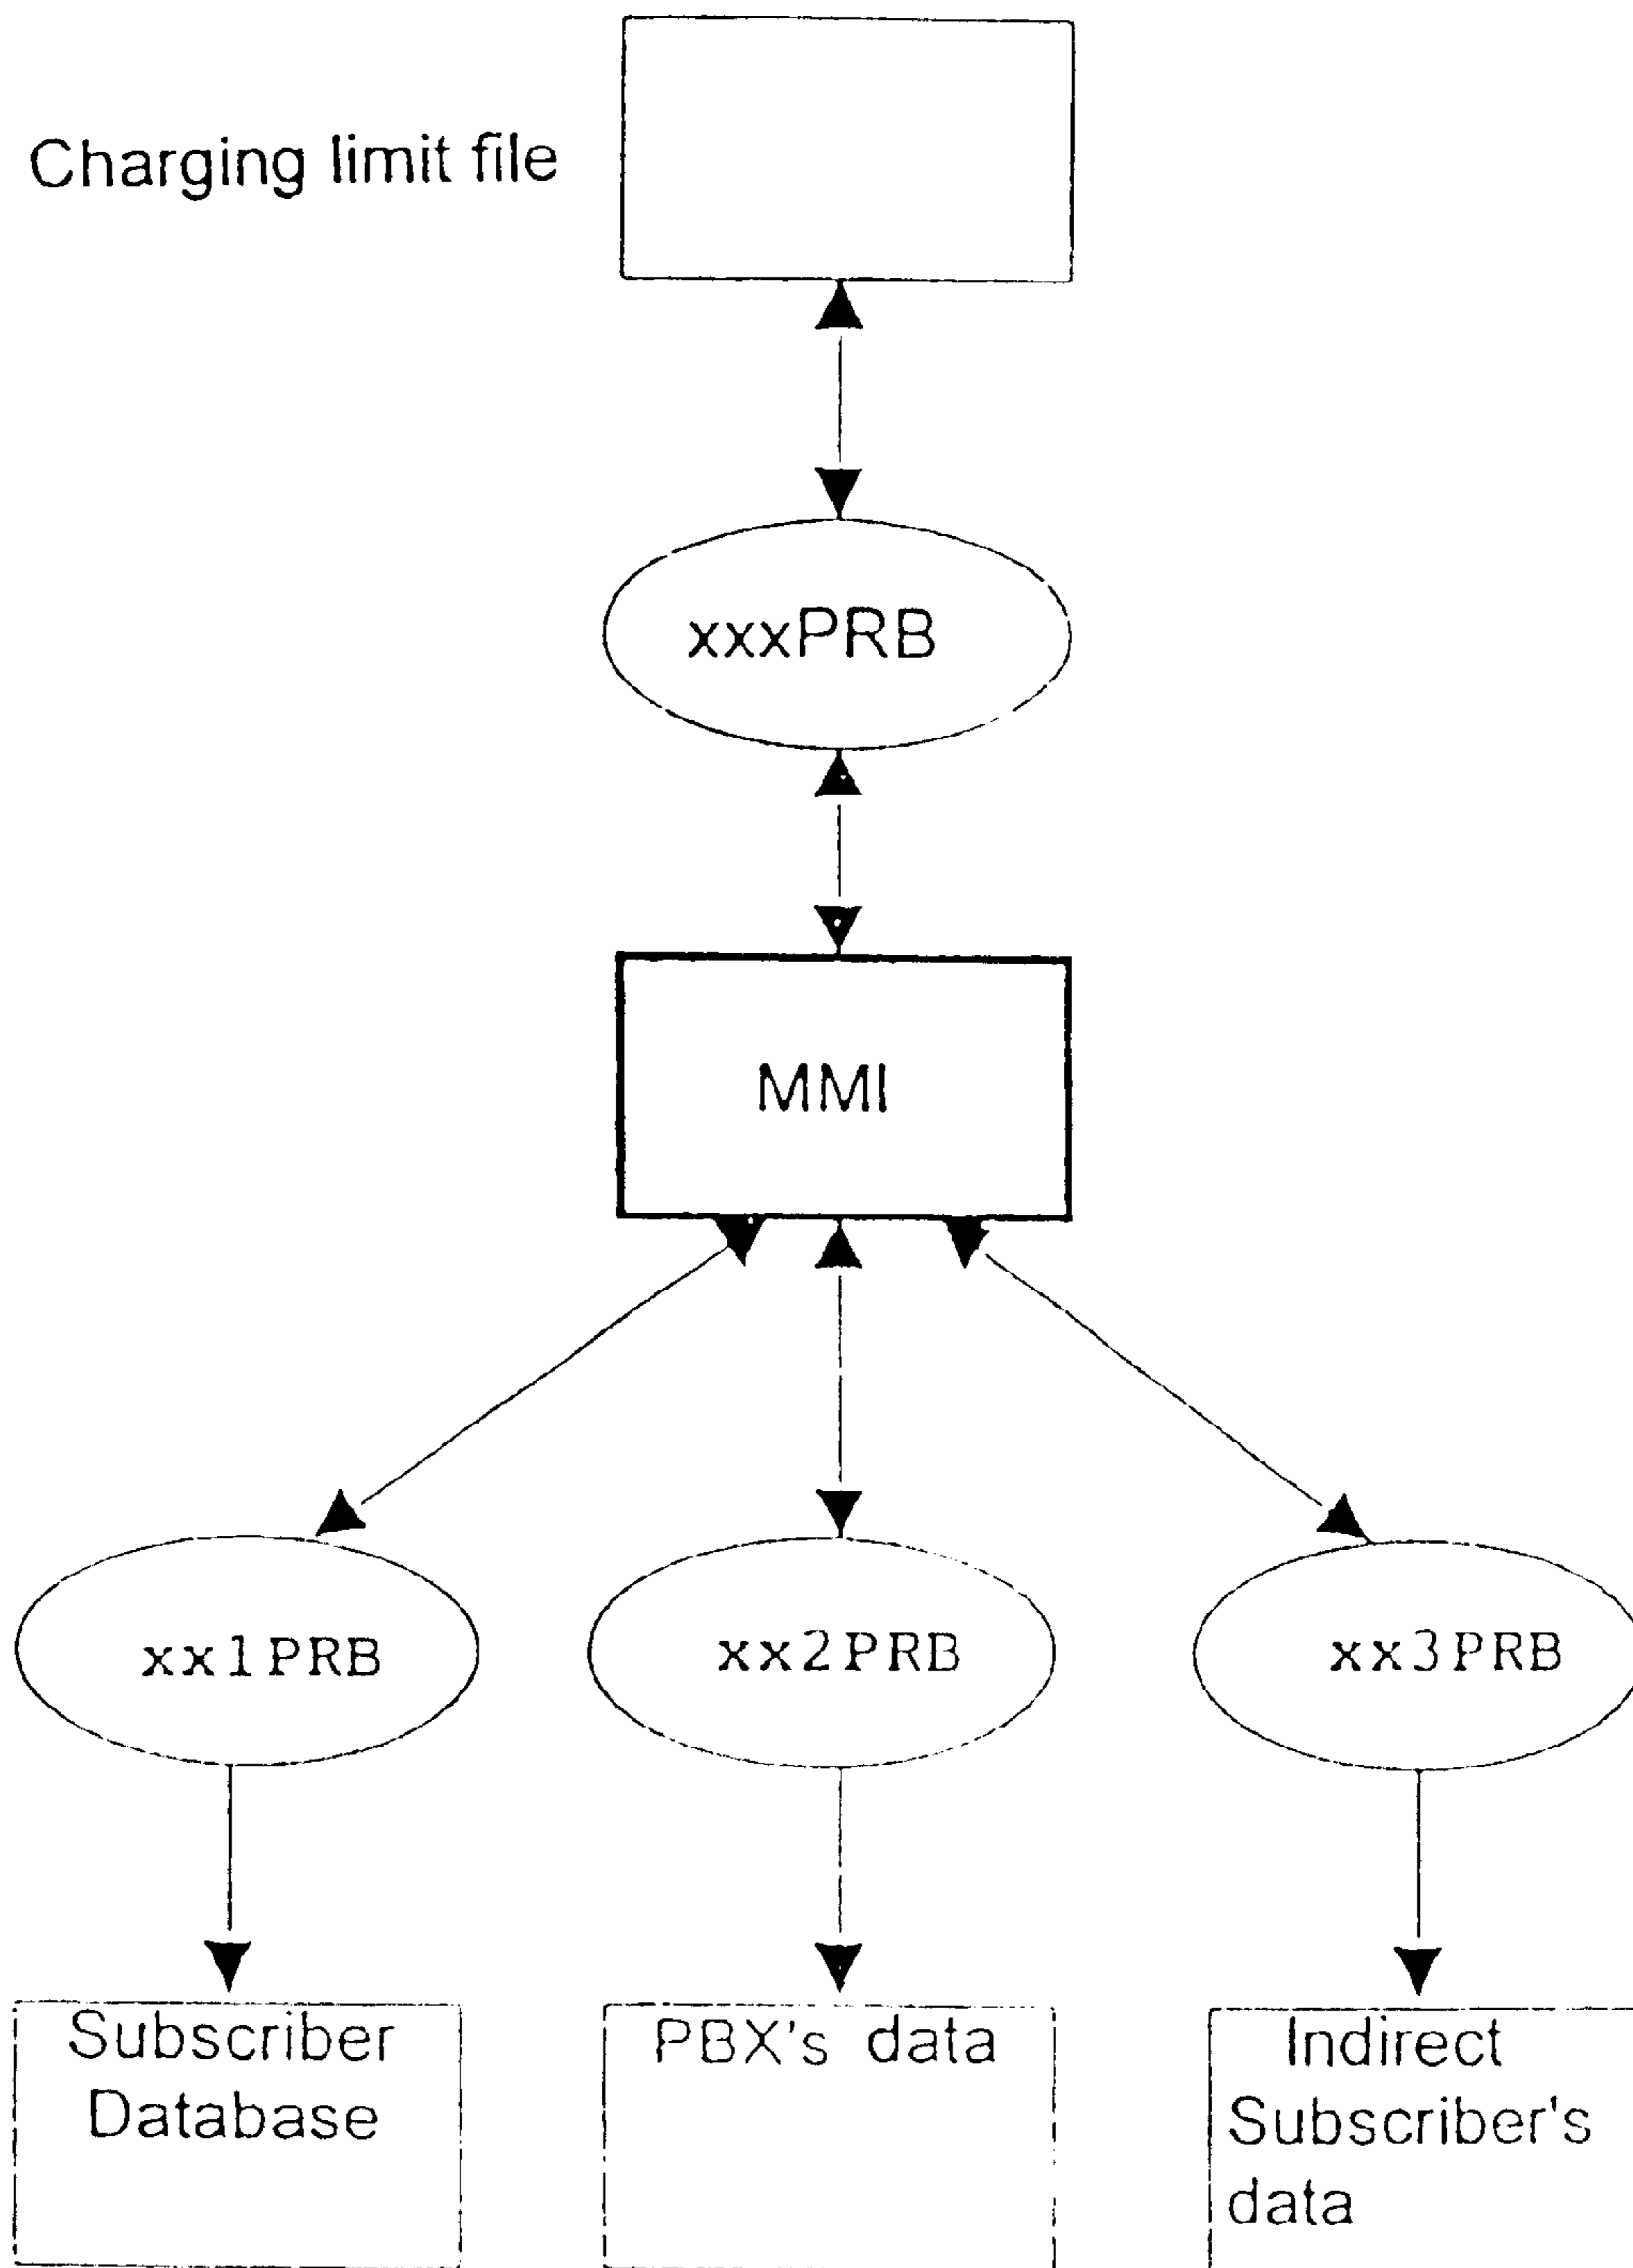 Charging limit file
xxxPRB
MMI
xx1PRB
xx2PRB
xx3PRB
Subscriber
Database
PBX's data
Indirect
Subscriber's
data